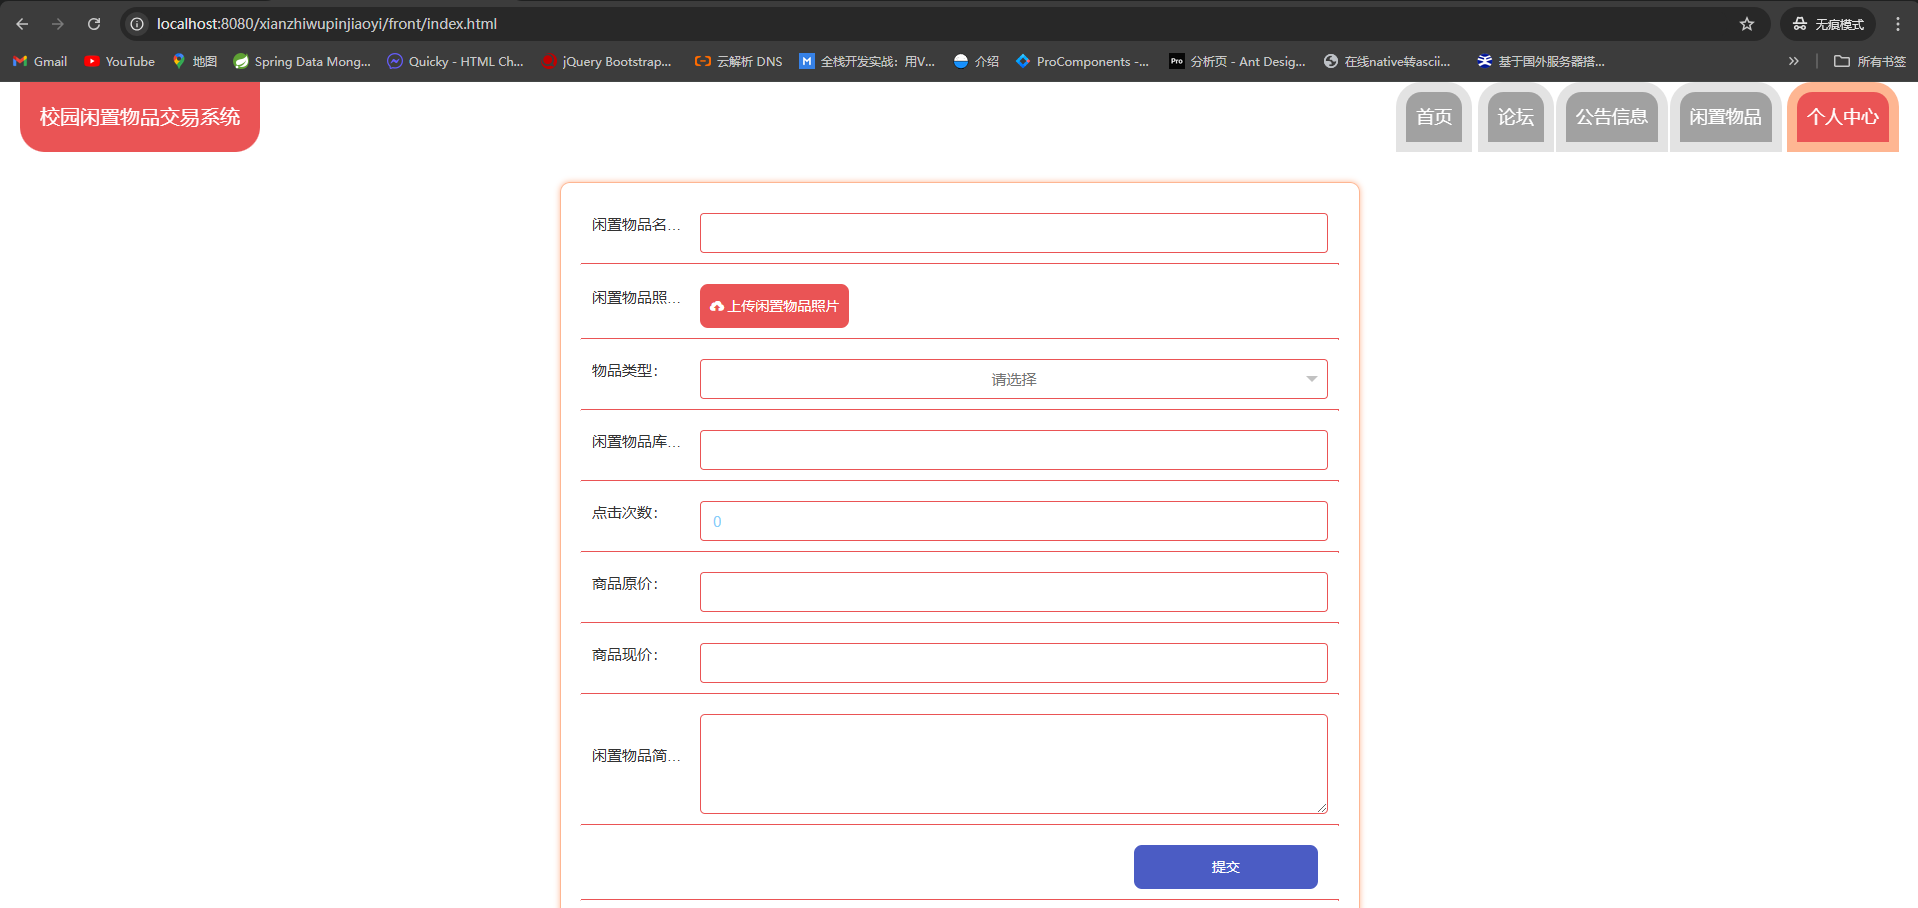 localhost:8080/xianzhiwupinjiaoyi/front/index.html
无痕模式
Gmail
YouTube
地图
Spring Data Mong...
Quicky - HTML Ch...
jQuery Bootstrap...
云解析 DNS
M
全栈开发实战：用V...
介绍
ProComponents -...
Pro
分析页 - Ant Desig...
在线native转ascii...
基于国外服务器搭...
所有书签
校园闲置物品交易系统
首页
论坛
公告信息
闲置物品
个人中心
闲置物品名...
闲置物品照...
上传闲置物品照片
物品类型：
请选择
闲置物品库...
点击次数：
0
商品原价：
商品现价：
闲置物品简...
提交